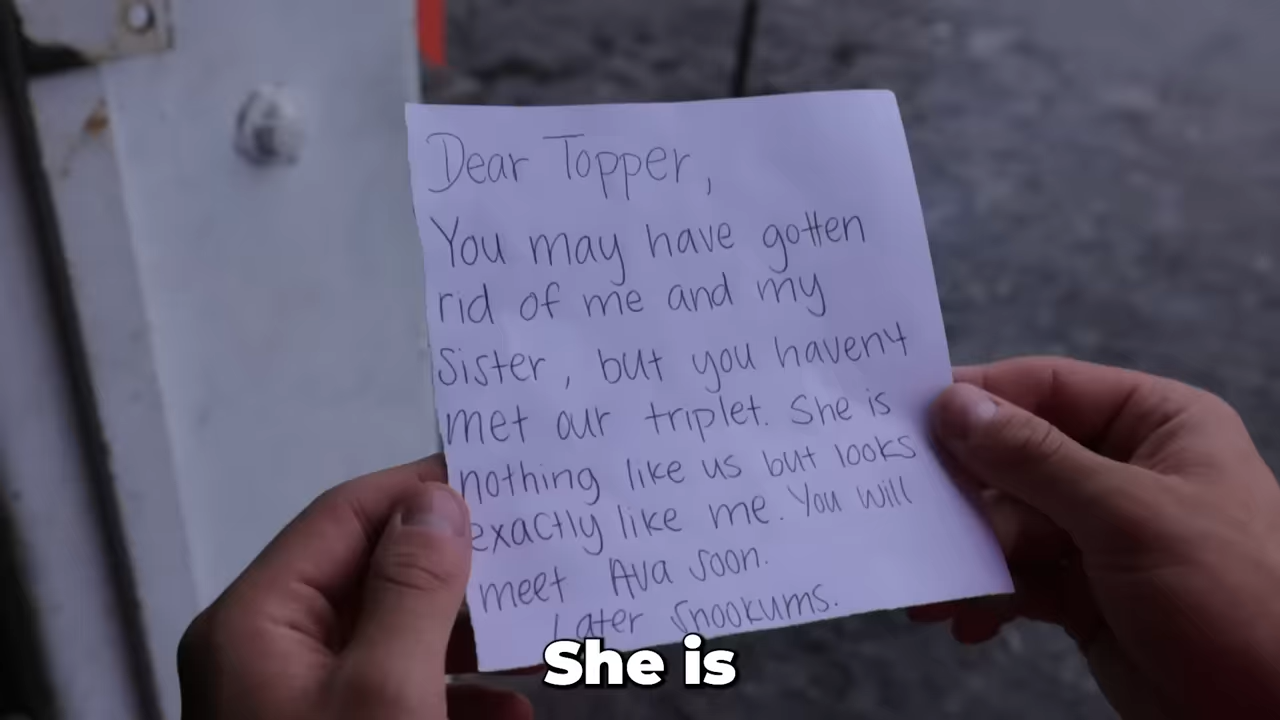 Dear Topper,
You may have gotten
rid of me and my
Sister, but you haven't
met our triplet. She is
nothing like us but looks
exactly like me. You will
meet Ava soon.
Later Snookums.
She is